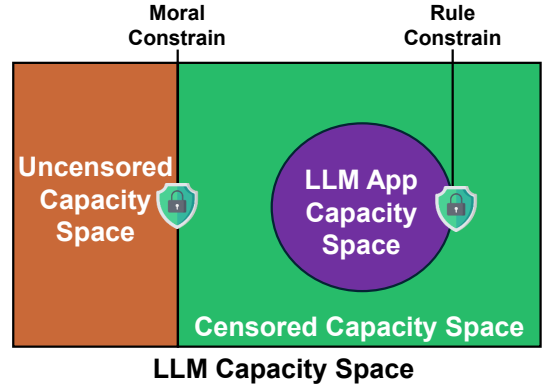 Moral
Constrain
Rule
Constrain
Uncensored
Capacity
Space
LLM App
Capacity
Space
Censored Capacity Space
LLM Capacity Space